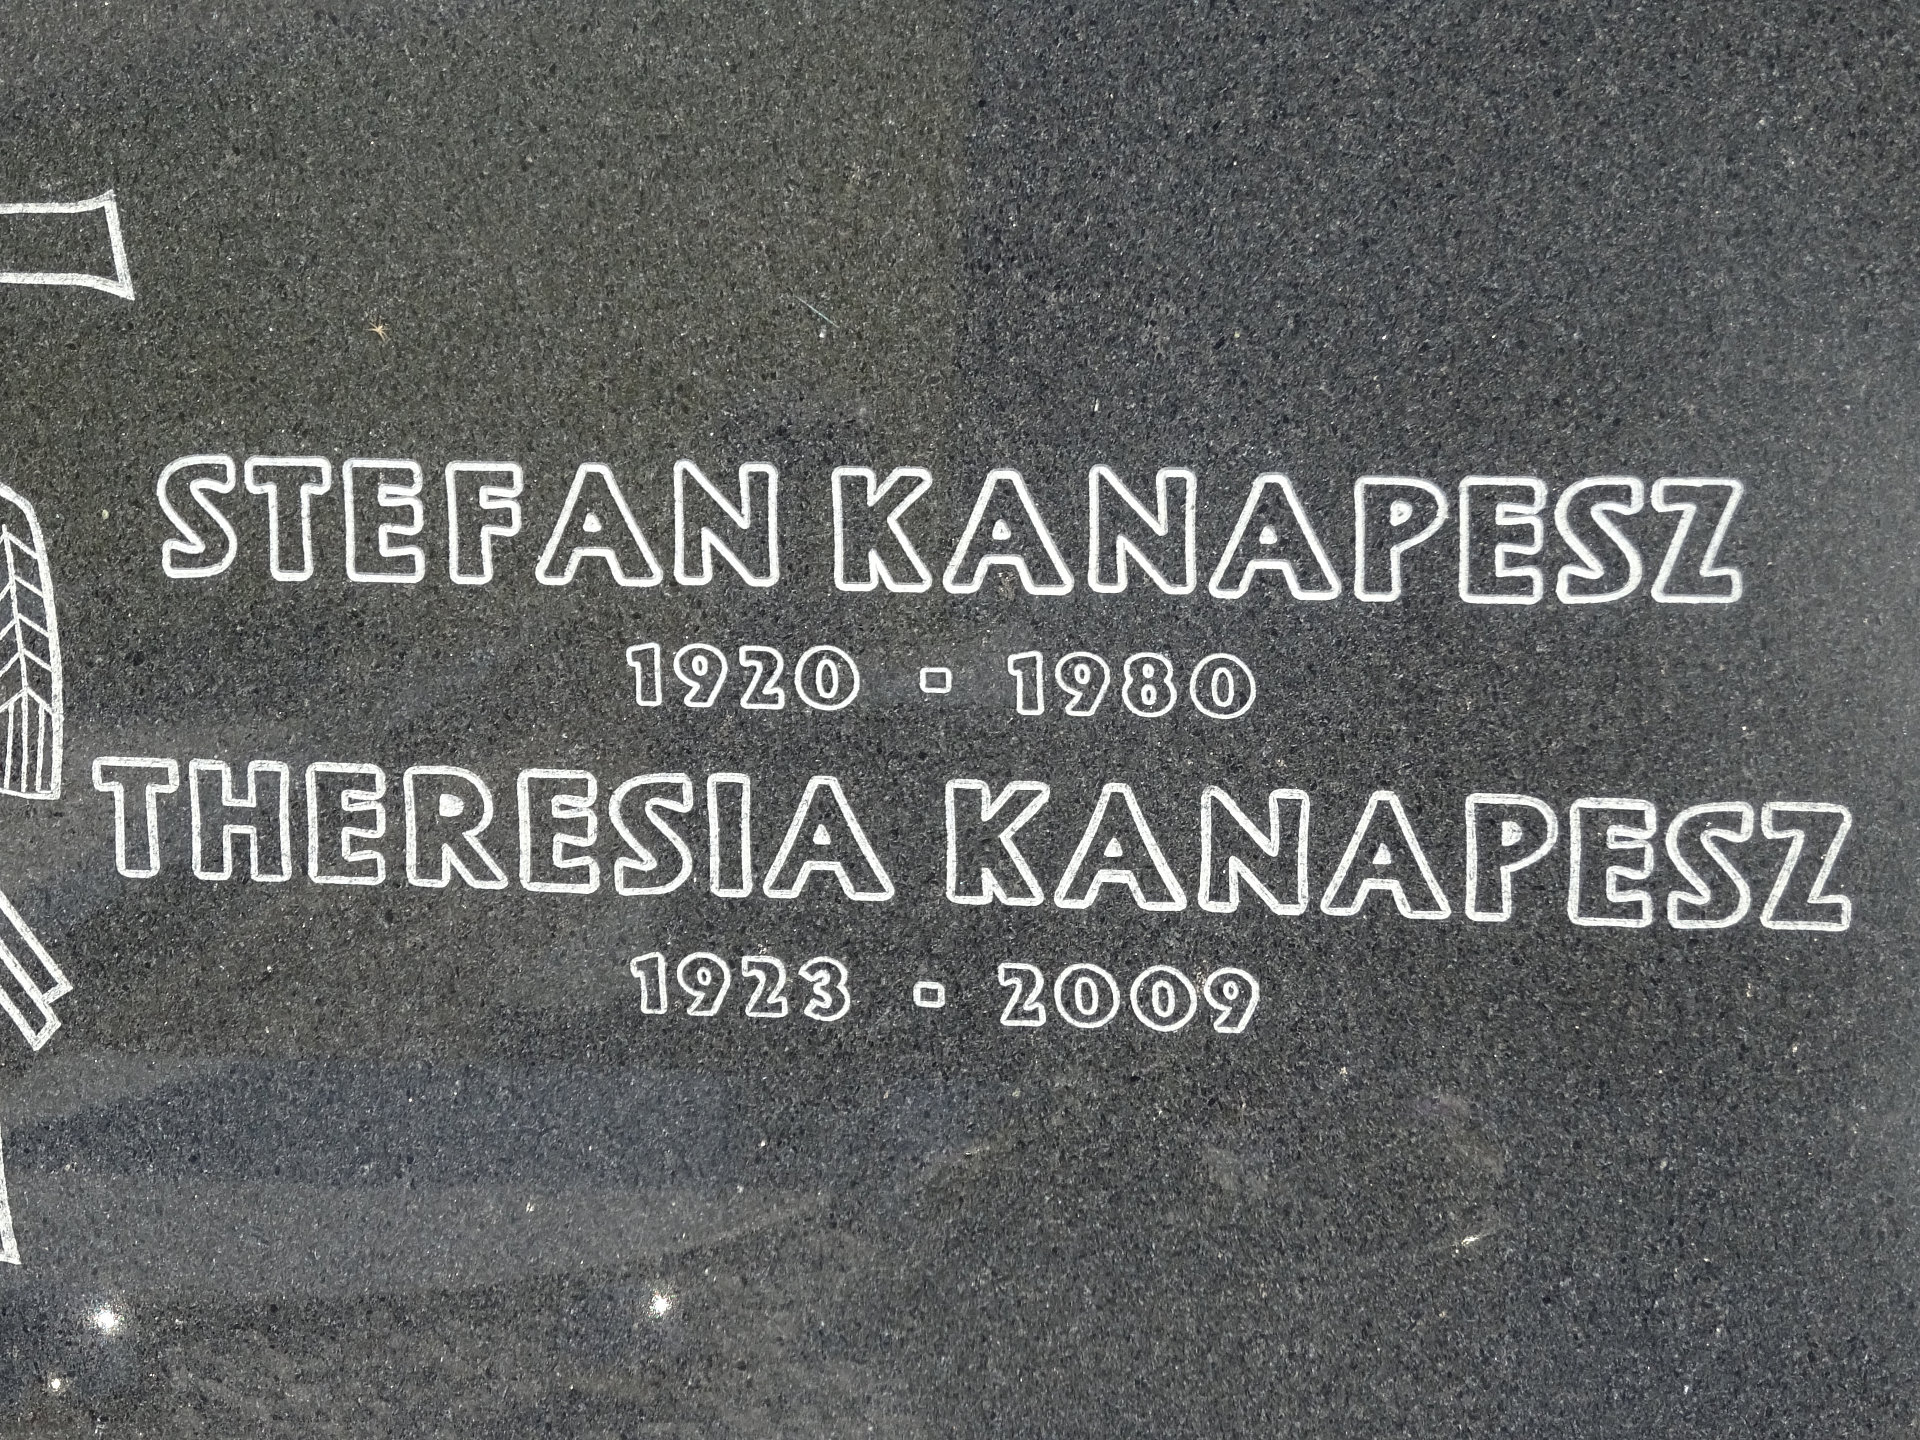 STEFAN KANAPESZ
1920 - 1980
THERESIA KANAPESZ
1923 - 2009